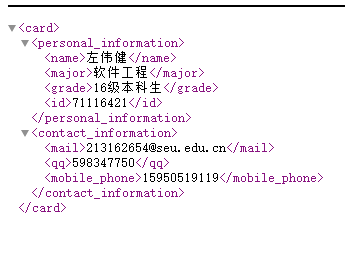 <card>
<personal_information>
<name>左伟健</name>
<major>软件工程</major>
<grade>16级本科生</grade>
<id>71116421</id>
</personal_information>
<contact_information>
<mail>213162654@seu.edu.cn</mail>
<qq>598347750</qq>
<mobile_phone>15950519119</mobile_phone>
</contact_information>
</card>